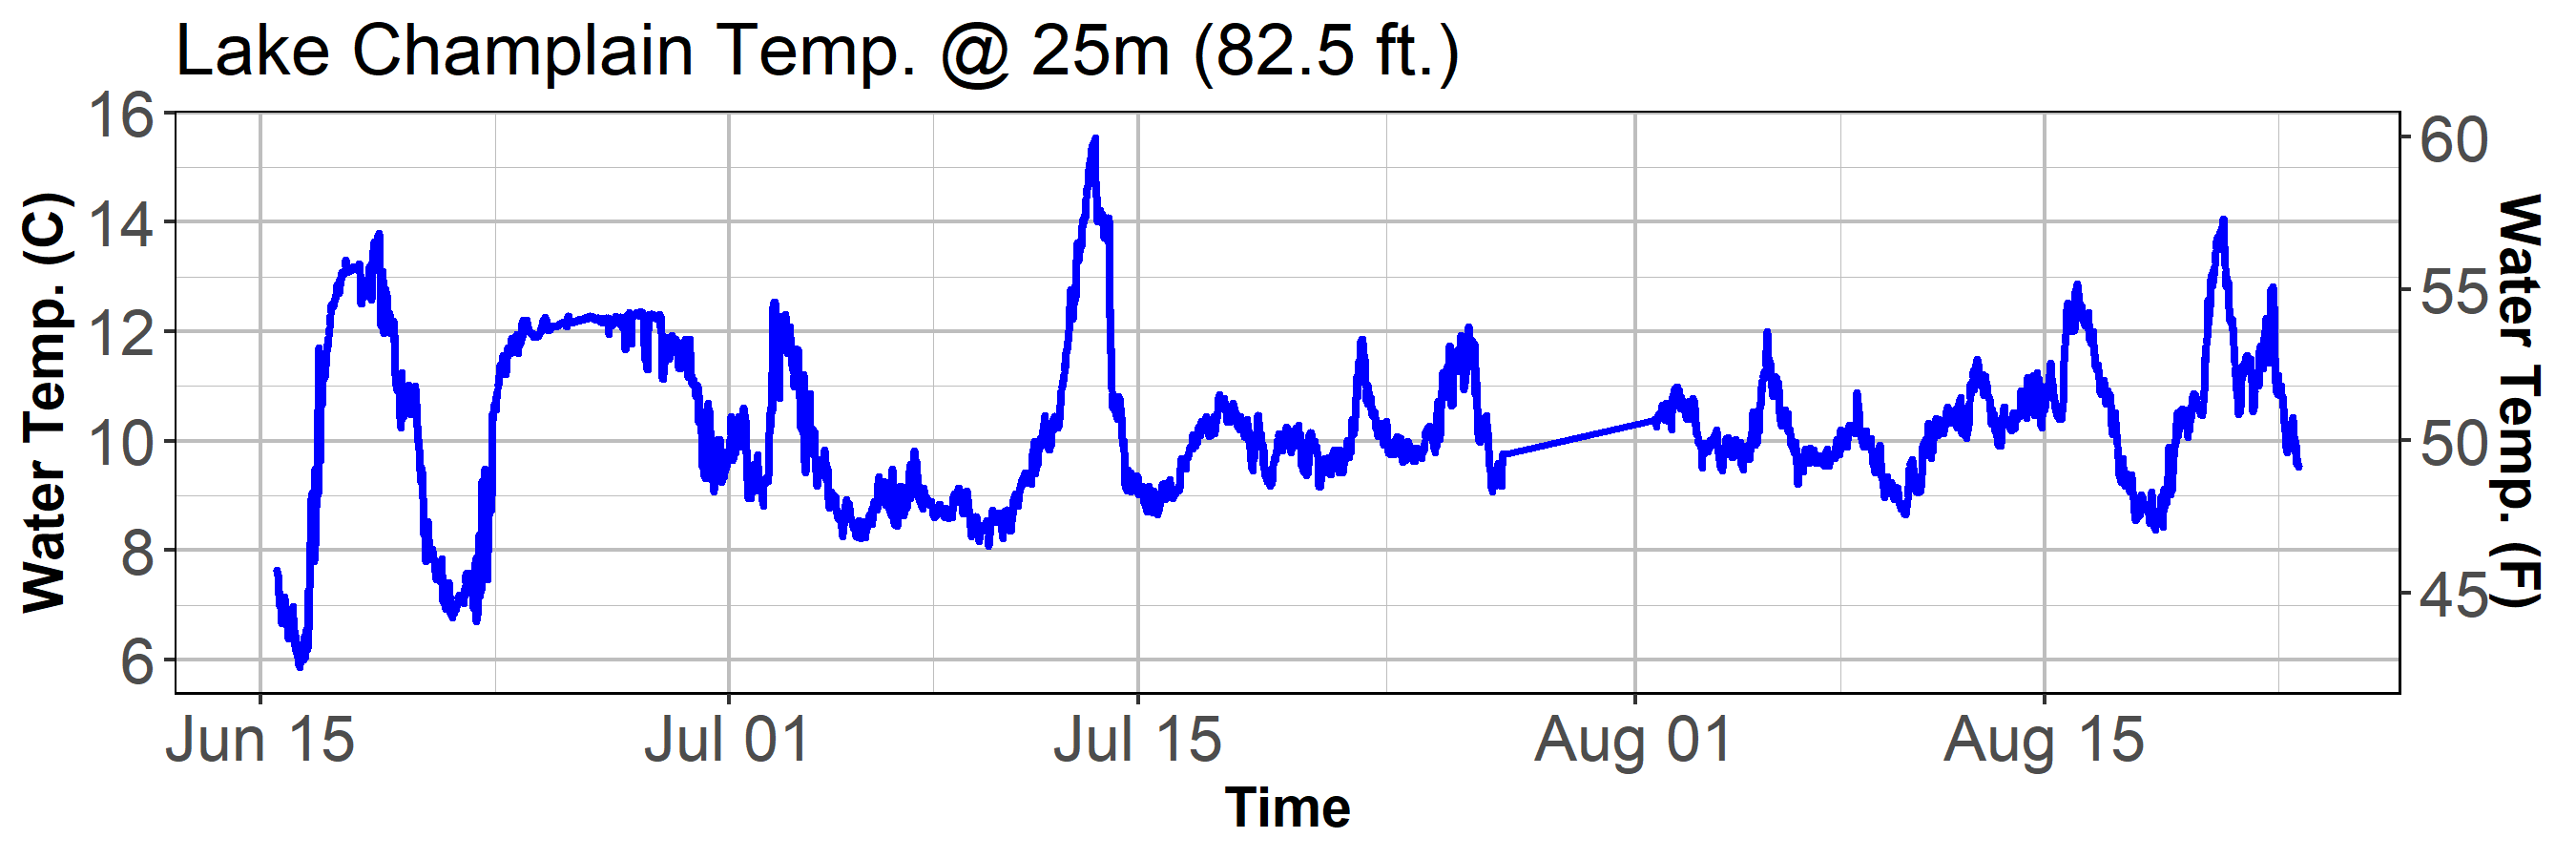 Lake Champlain Temp. @ 25m (82.5 ft.)
Water Temp. (C)
16
14
12
10
8
6
60
55
50
45
Water Temp. (F)
Jun 15 Jul 01 Jul 15 Aug 01 Aug 15
Time